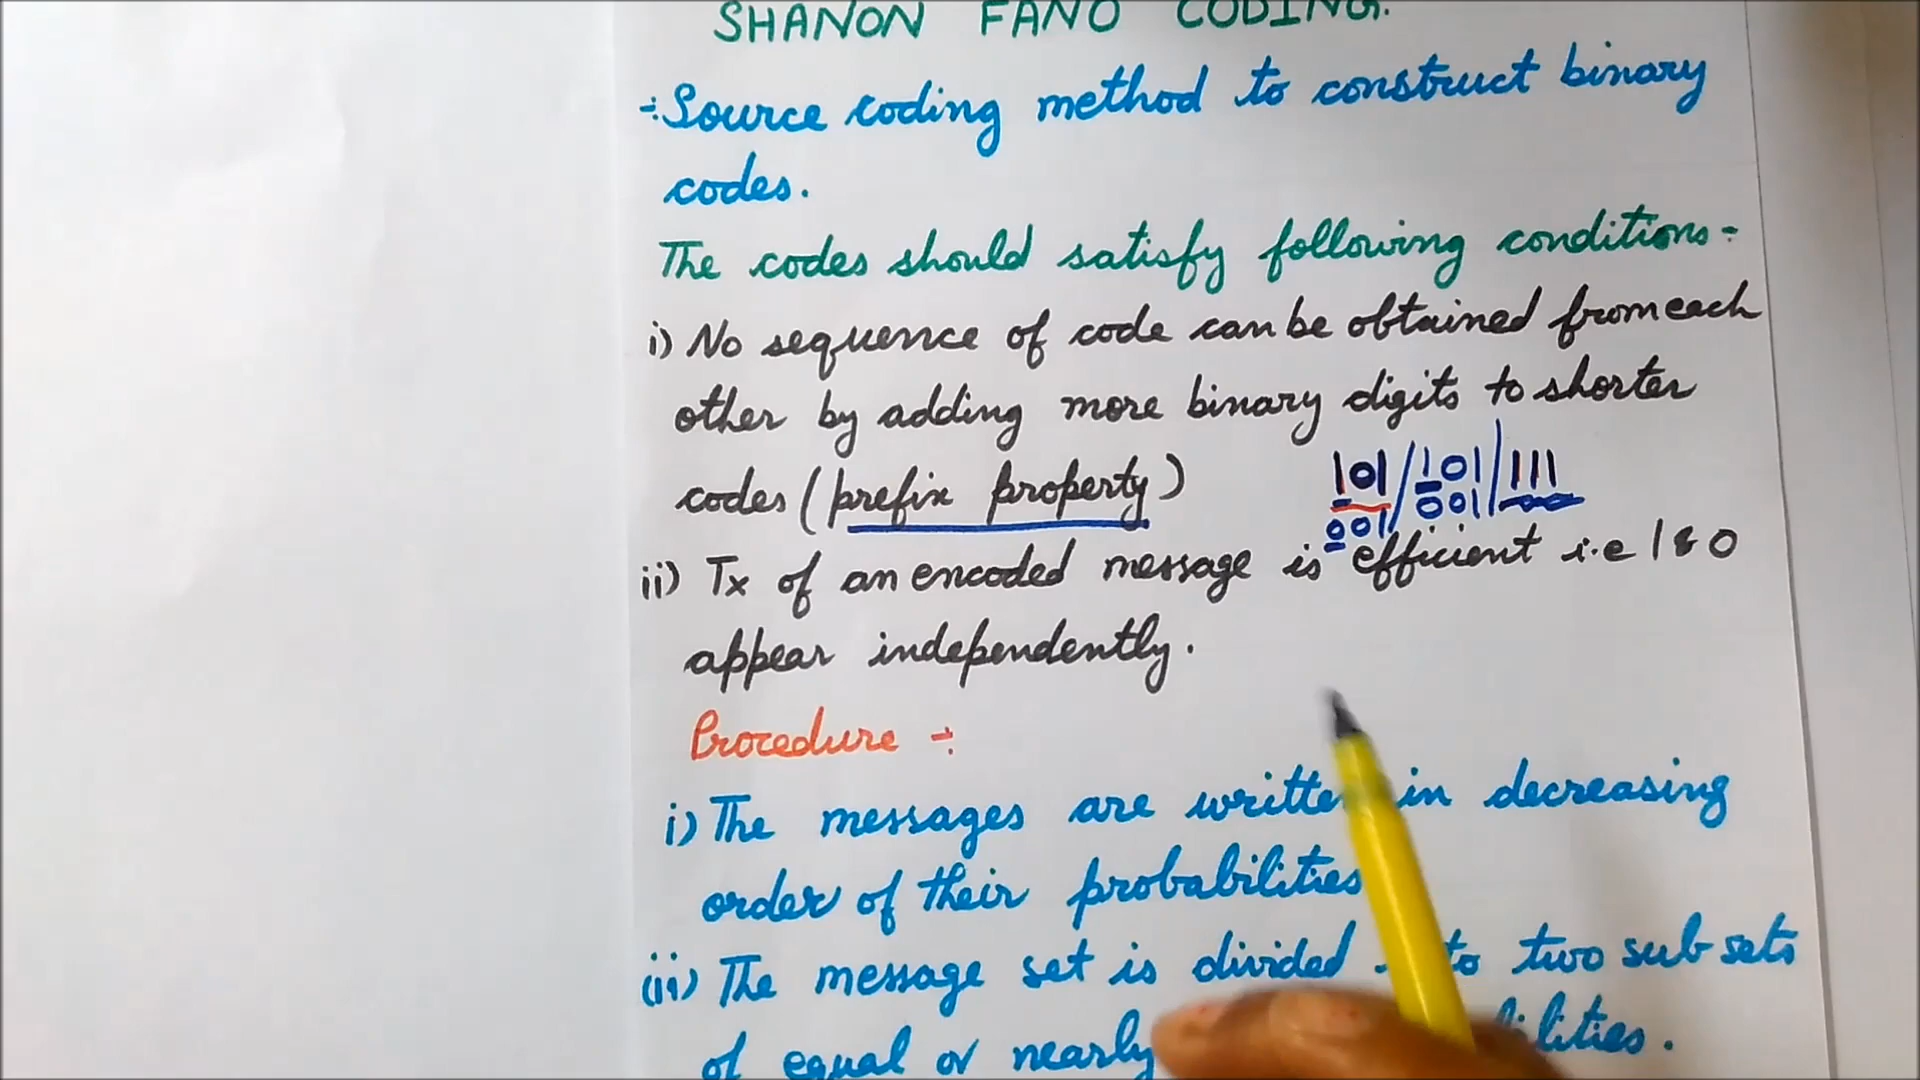 SHANON FANO CODING.
÷Source coding method to construct binary
codes.
The codes should satisfy following conditions÷
i) No sequence of code can be obtained from each
other by adding more binary digits to shorter
codes (prefix property)
101/101/111
001/001
ii) Tx of an encoded message is efficient i.e 1 & 0
appear independently.
Procedure ÷
i) The messages are written in decreasing
order of their probabilities
(ii) The message set is divided to two sub sets
of equal or nearly